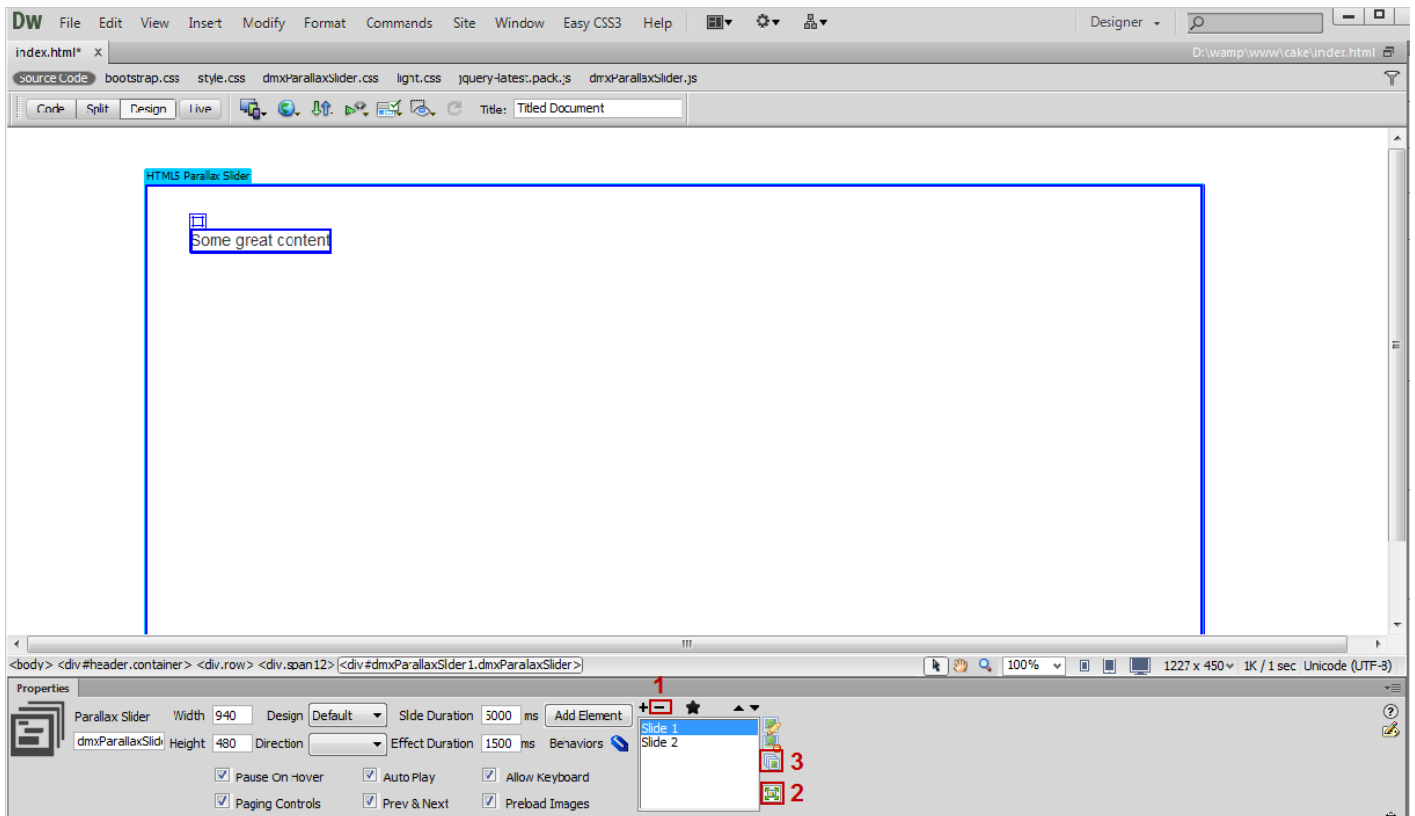 DW File Edit View Insert Modify Format Commands Site Window Easy CSS3 Help Designer
index.html* X D:\wamp\www\cake\index.html
Source Code bootstrap.css style.css dmxParallaxSlider.css light.css jquery-latest.pack.js dmxParallaxSlider.js
Code Split Design Live Title: Titled Document
HTML5 Parallax Slider
Some great content
<body> <div#header.container> <div.row> <div.span12> <div#dmxParallaxSlider1.dmxParallaxSlider> 100% 1227 x 450 1K / 1 sec Unicode (UTF-8)
Properties 1
Parallax Slider Width 940 Design Default Slide Duration 5000 ms Add Element + −
Slide 1
dmxParallaxSlid Height 480 Direction Effect Duration 1500 ms Behaviors Slide 2
3
Pause On Hover Auto Play Allow Keyboard
2
Paging Controls Prev & Next Preload Images